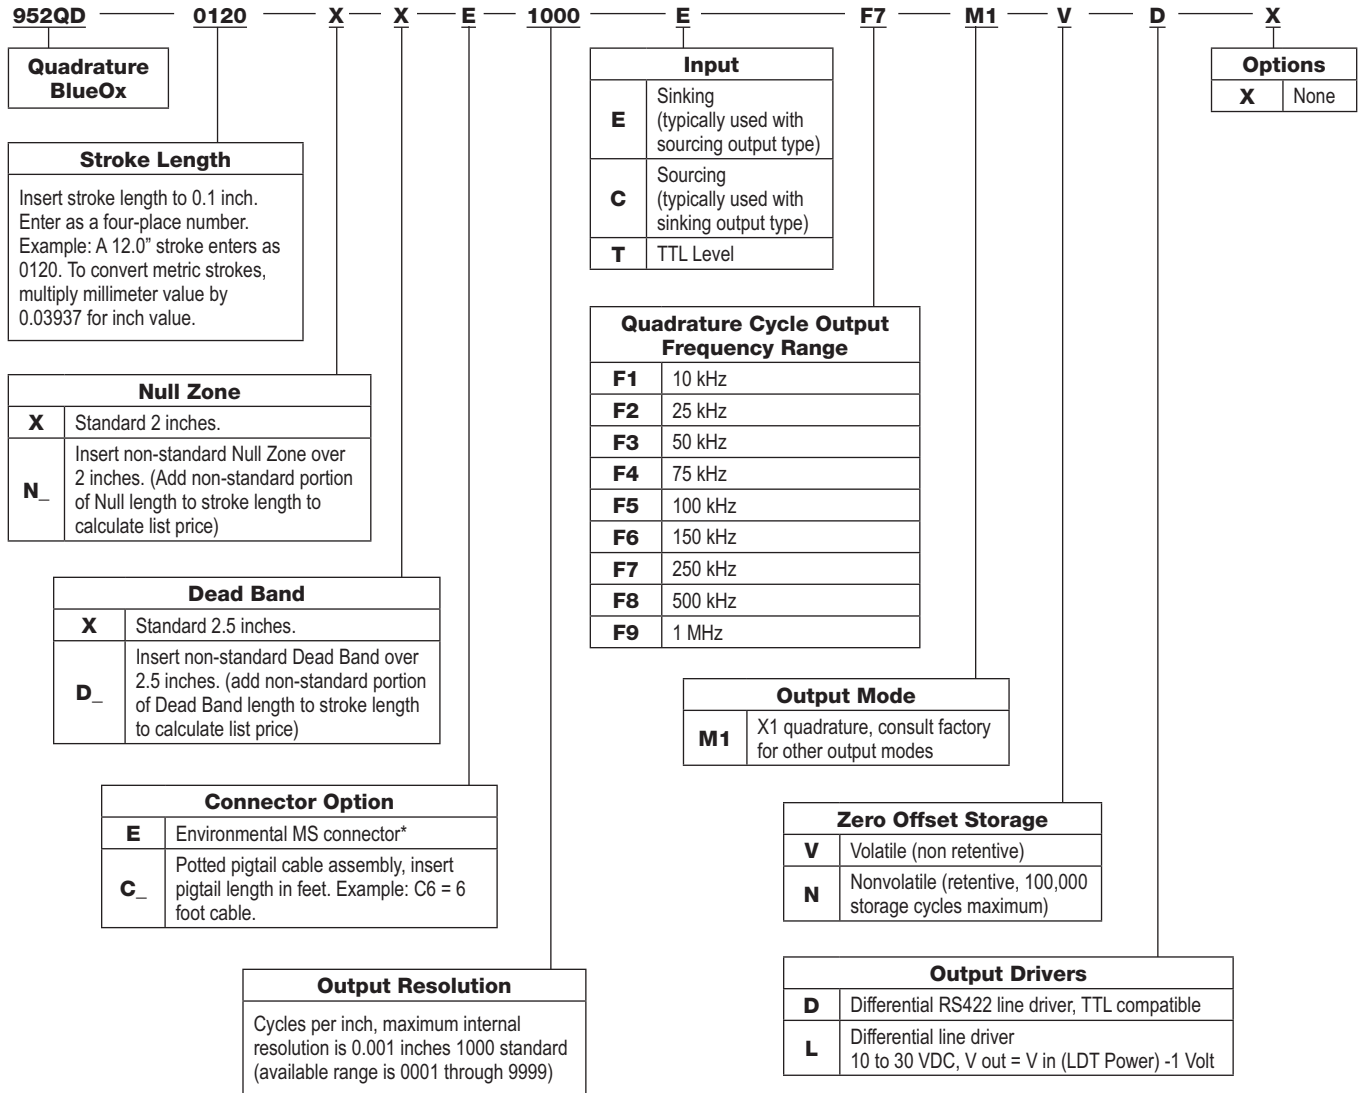 952QD 0120 X X E 1000 E F7 M1 V D X
Quadrature
BlueOx
Stroke Length
Insert stroke length to 0.1 inch.
Enter as a four-place number.
Example: A 12.0” stroke enters as
0120. To convert metric strokes,
multiply millimeter value by
0.03937 for inch value.
Null Zone
X Standard 2 inches.
N_ Insert non-standard Null Zone over
2 inches. (Add non-standard portion
of Null length to stroke length to
calculate list price)
Dead Band
X Standard 2.5 inches.
D_ Insert non-standard Dead Band over
2.5 inches. (add non-standard portion
of Dead Band length to stroke length
to calculate list price)
Connector Option
E Environmental MS connector*
C_ Potted pigtail cable assembly, insert
pigtail length in feet. Example: C6 = 6
foot cable.
Output Resolution
Cycles per inch, maximum internal
resolution is 0.001 inches 1000 standard
(available range is 0001 through 9999)
Input
E Sinking
(typically used with
sourcing output type)
C Sourcing
(typically used with
sinking output type)
T TTL Level
Quadrature Cycle Output
Frequency Range
F1 10 kHz
F2 25 kHz
F3 50 kHz
F4 75 kHz
F5 100 kHz
F6 150 kHz
F7 250 kHz
F8 500 kHz
F9 1 MHz
Output Mode
M1 X1 quadrature, consult factory
for other output modes
Zero Offset Storage
V Volatile (non retentive)
N Nonvolatile (retentive, 100,000
storage cycles maximum)
Output Drivers
D Differential RS422 line driver, TTL compatible
L Differential line driver
10 to 30 VDC, V out = V in (LDT Power) -1 Volt
Options
X None